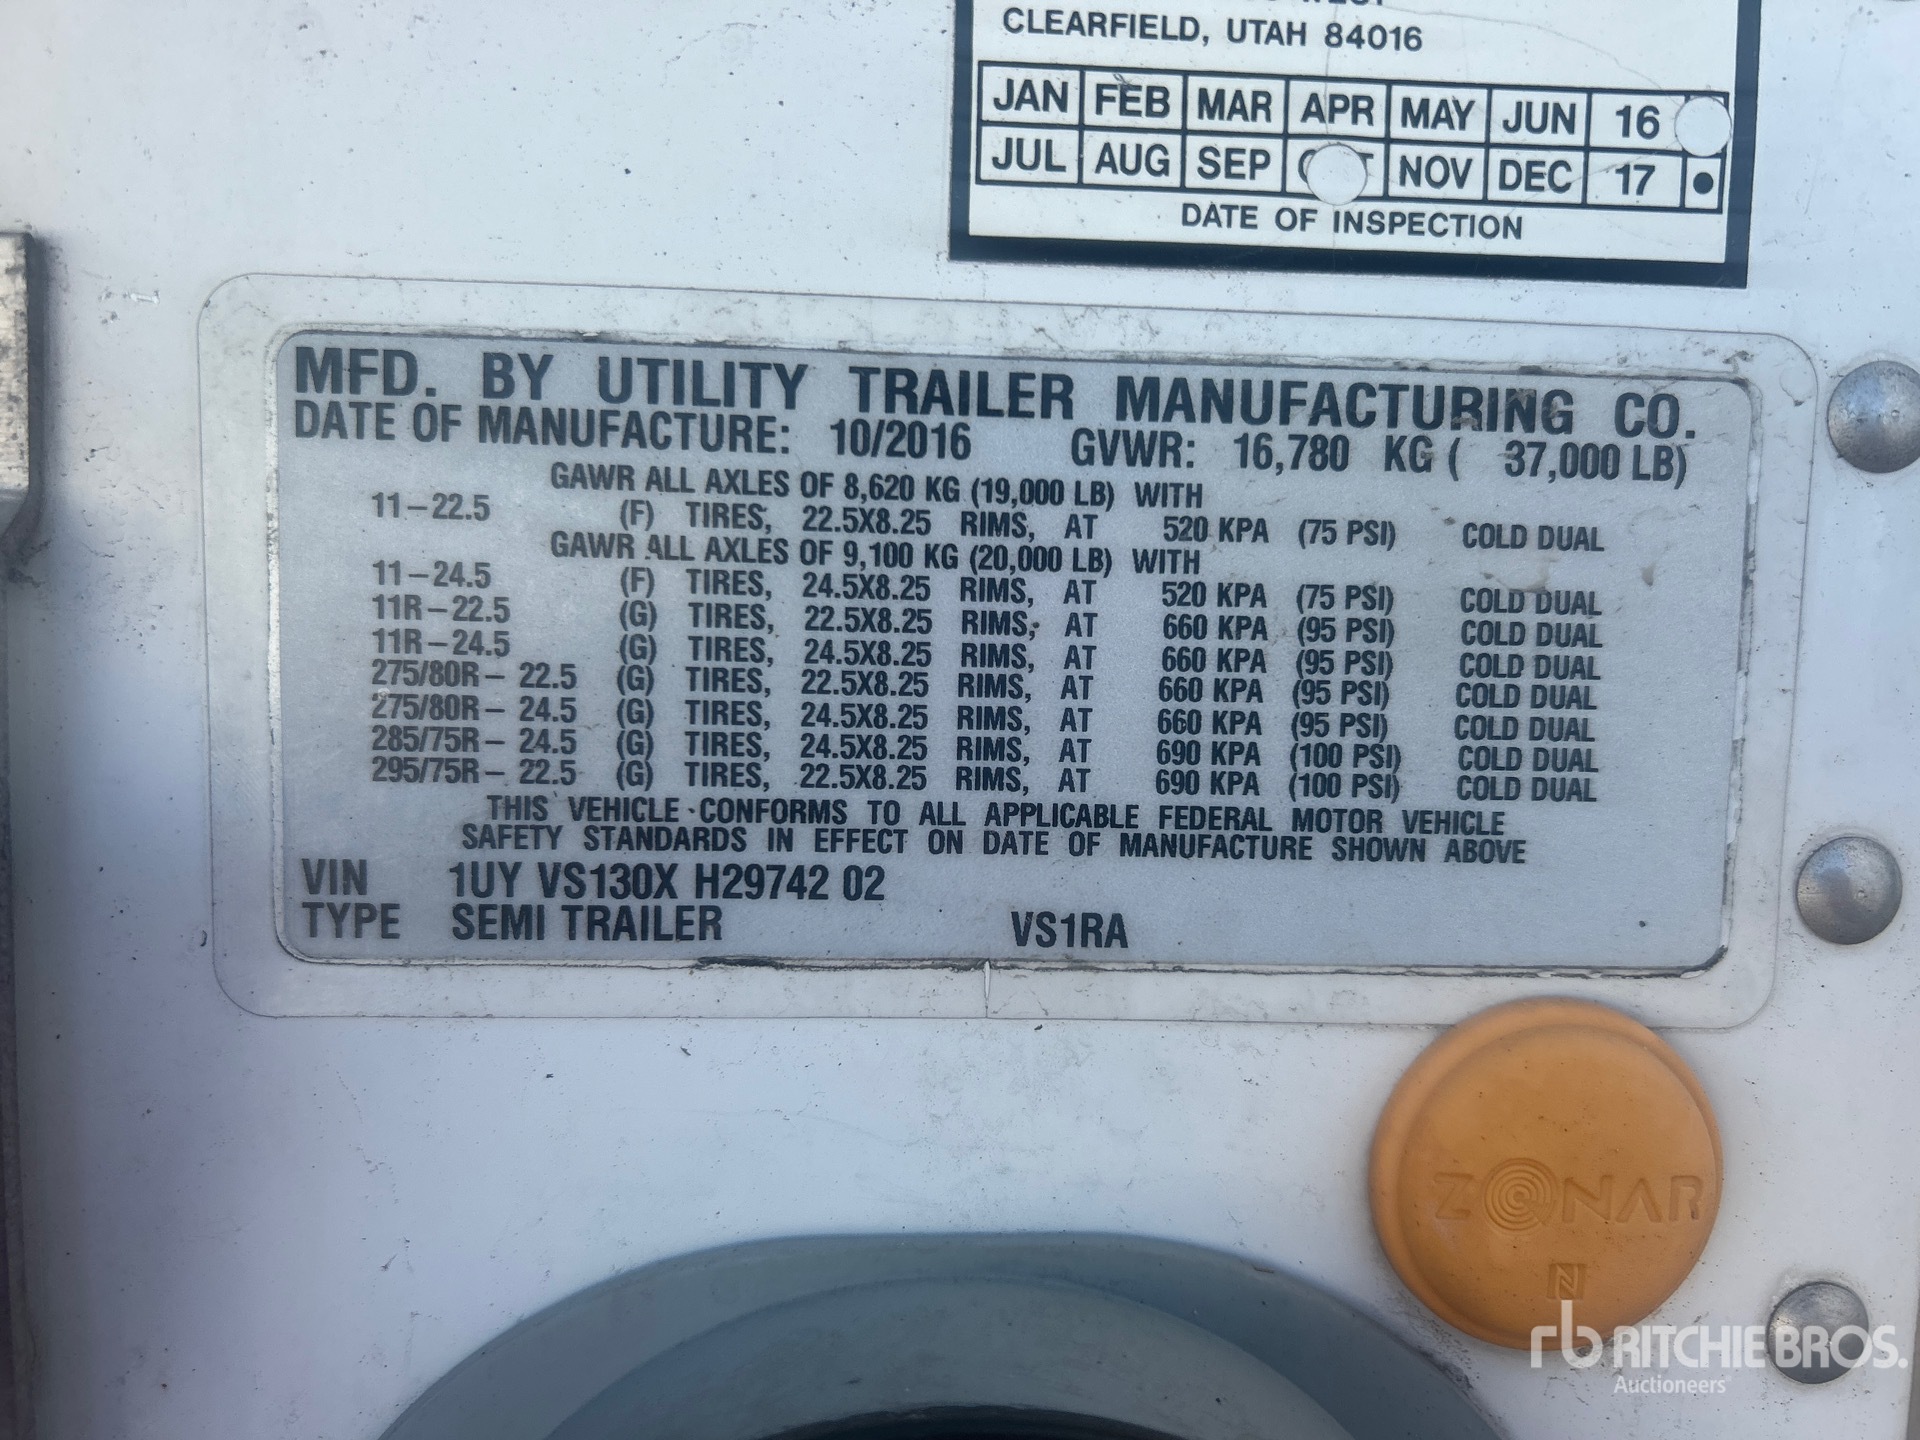 CLEARFIELD, UTAH 84016
JAN FEB MAR APR MAY JUN 16
JUL AUG SEP NOV DEC 17
DATE OF INSPECTION
MFD. BY UTILITY TRAILER MANUFACTURING CO.
DATE OF MANUFACTURE: 10/2016 GVWR: 16,780 KG ( 37,000 LB)
GAWR ALL AXLES OF 8,620 KG (19,000 LB) WITH
11-22.5 (F) TIRES, 22.5X8.25 RIMS, AT 520 KPA (75 PSI) COLD DUAL
GAWR ALL AXLES OF 9,100 KG (20,000 LB) WITH
11-24.5 (F) TIRES, 24.5X8.25 RIMS, AT 520 KPA (75 PSI) COLD DUAL
11R-22.5 (G) TIRES, 22.5X8.25 RIMS, AT 660 KPA (95 PSI) COLD DUAL
11R-24.5 (G) TIRES, 24.5X8.25 RIMS, AT 660 KPA (95 PSI) COLD DUAL
275/80R- 22.5 (G) TIRES, 22.5X8.25 RIMS, AT 660 KPA (95 PSI) COLD DUAL
275/80R- 24.5 (G) TIRES, 24.5X8.25 RIMS, AT 660 KPA (95 PSI) COLD DUAL
285/75R- 24.5 (G) TIRES, 24.5X8.25 RIMS, AT 690 KPA (100 PSI) COLD DUAL
295/75R- 22.5 (G) TIRES, 22.5X8.25 RIMS, AT 690 KPA (100 PSI) COLD DUAL
THIS VEHICLE CONFORMS TO ALL APPLICABLE FEDERAL MOTOR VEHICLE
SAFETY STANDARDS IN EFFECT ON DATE OF MANUFACTURE SHOWN ABOVE
VIN 1UY VS130X H29742 02
TYPE SEMI TRAILER VS1RA
ZONAR
rb RITCHIE BROS.
Auctioneers